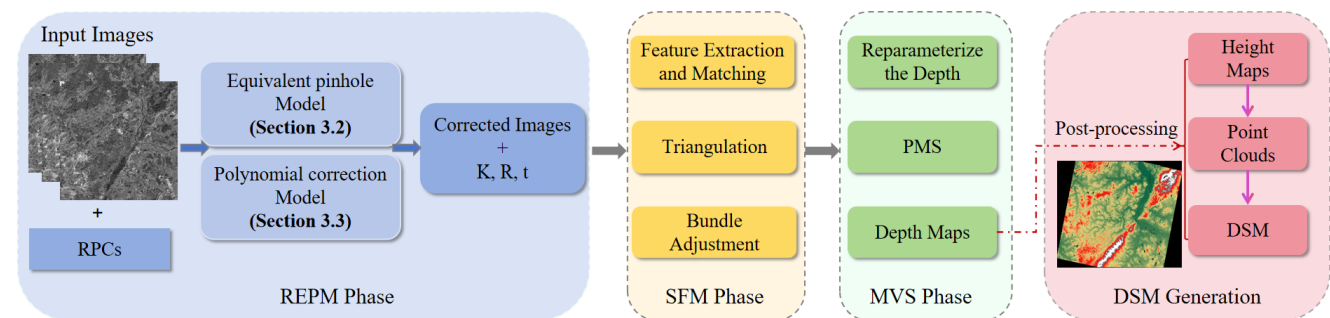 Input Images
+
RPCs
Equivalent pinhole
Model
(Section 3.2)
Polynomial correction
Model
(Section 3.3)
Corrected Images
+
K, R, t
REPM Phase
Feature Extraction
and Matching
Triangulation
Bundle
Adjustment
SFM Phase
Reparameterize
the Depth
PMS
Depth Maps
MVS Phase
Post-processing
Height
Maps
Point
Clouds
DSM
DSM Generation